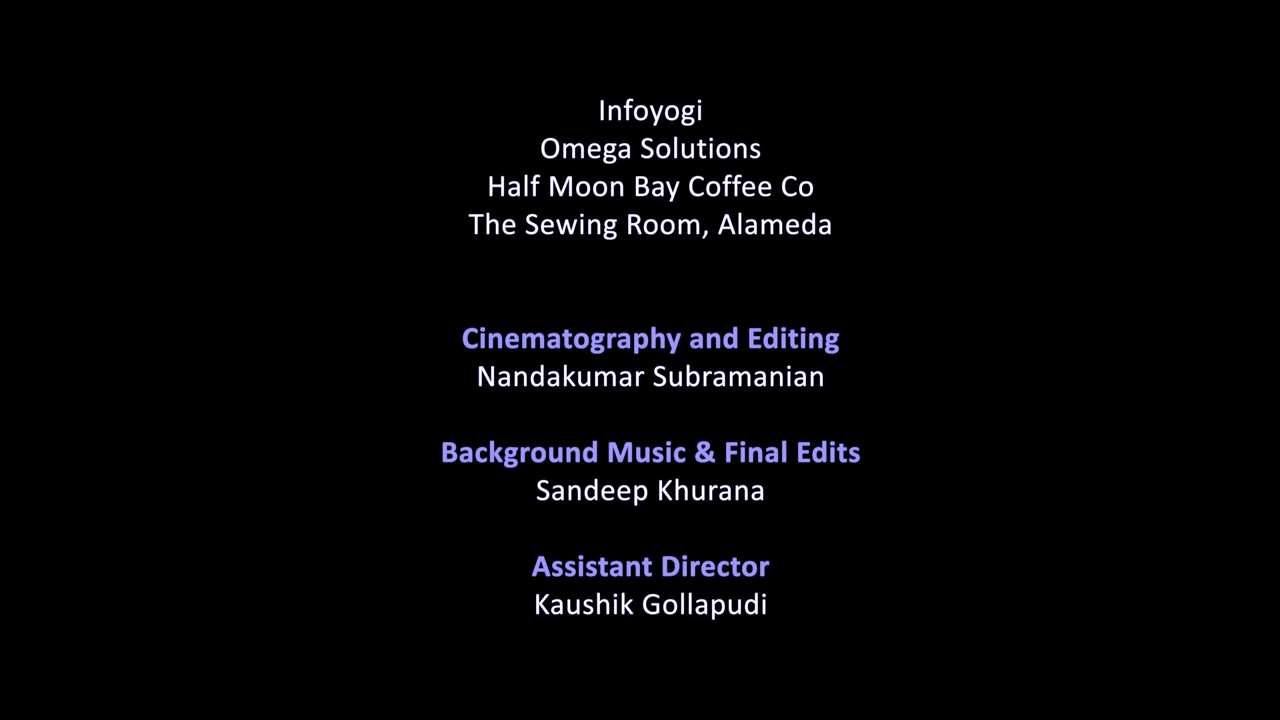 Infoyogi
Omega Solutions
Half Moon Bay Coffee Co
The Sewing Room, Alameda
Cinematography and Editing
Nandakumar Subramanian
Background Music & Final Edits
Sandeep Khurana
Assistant Director
Kaushik Gollapudi